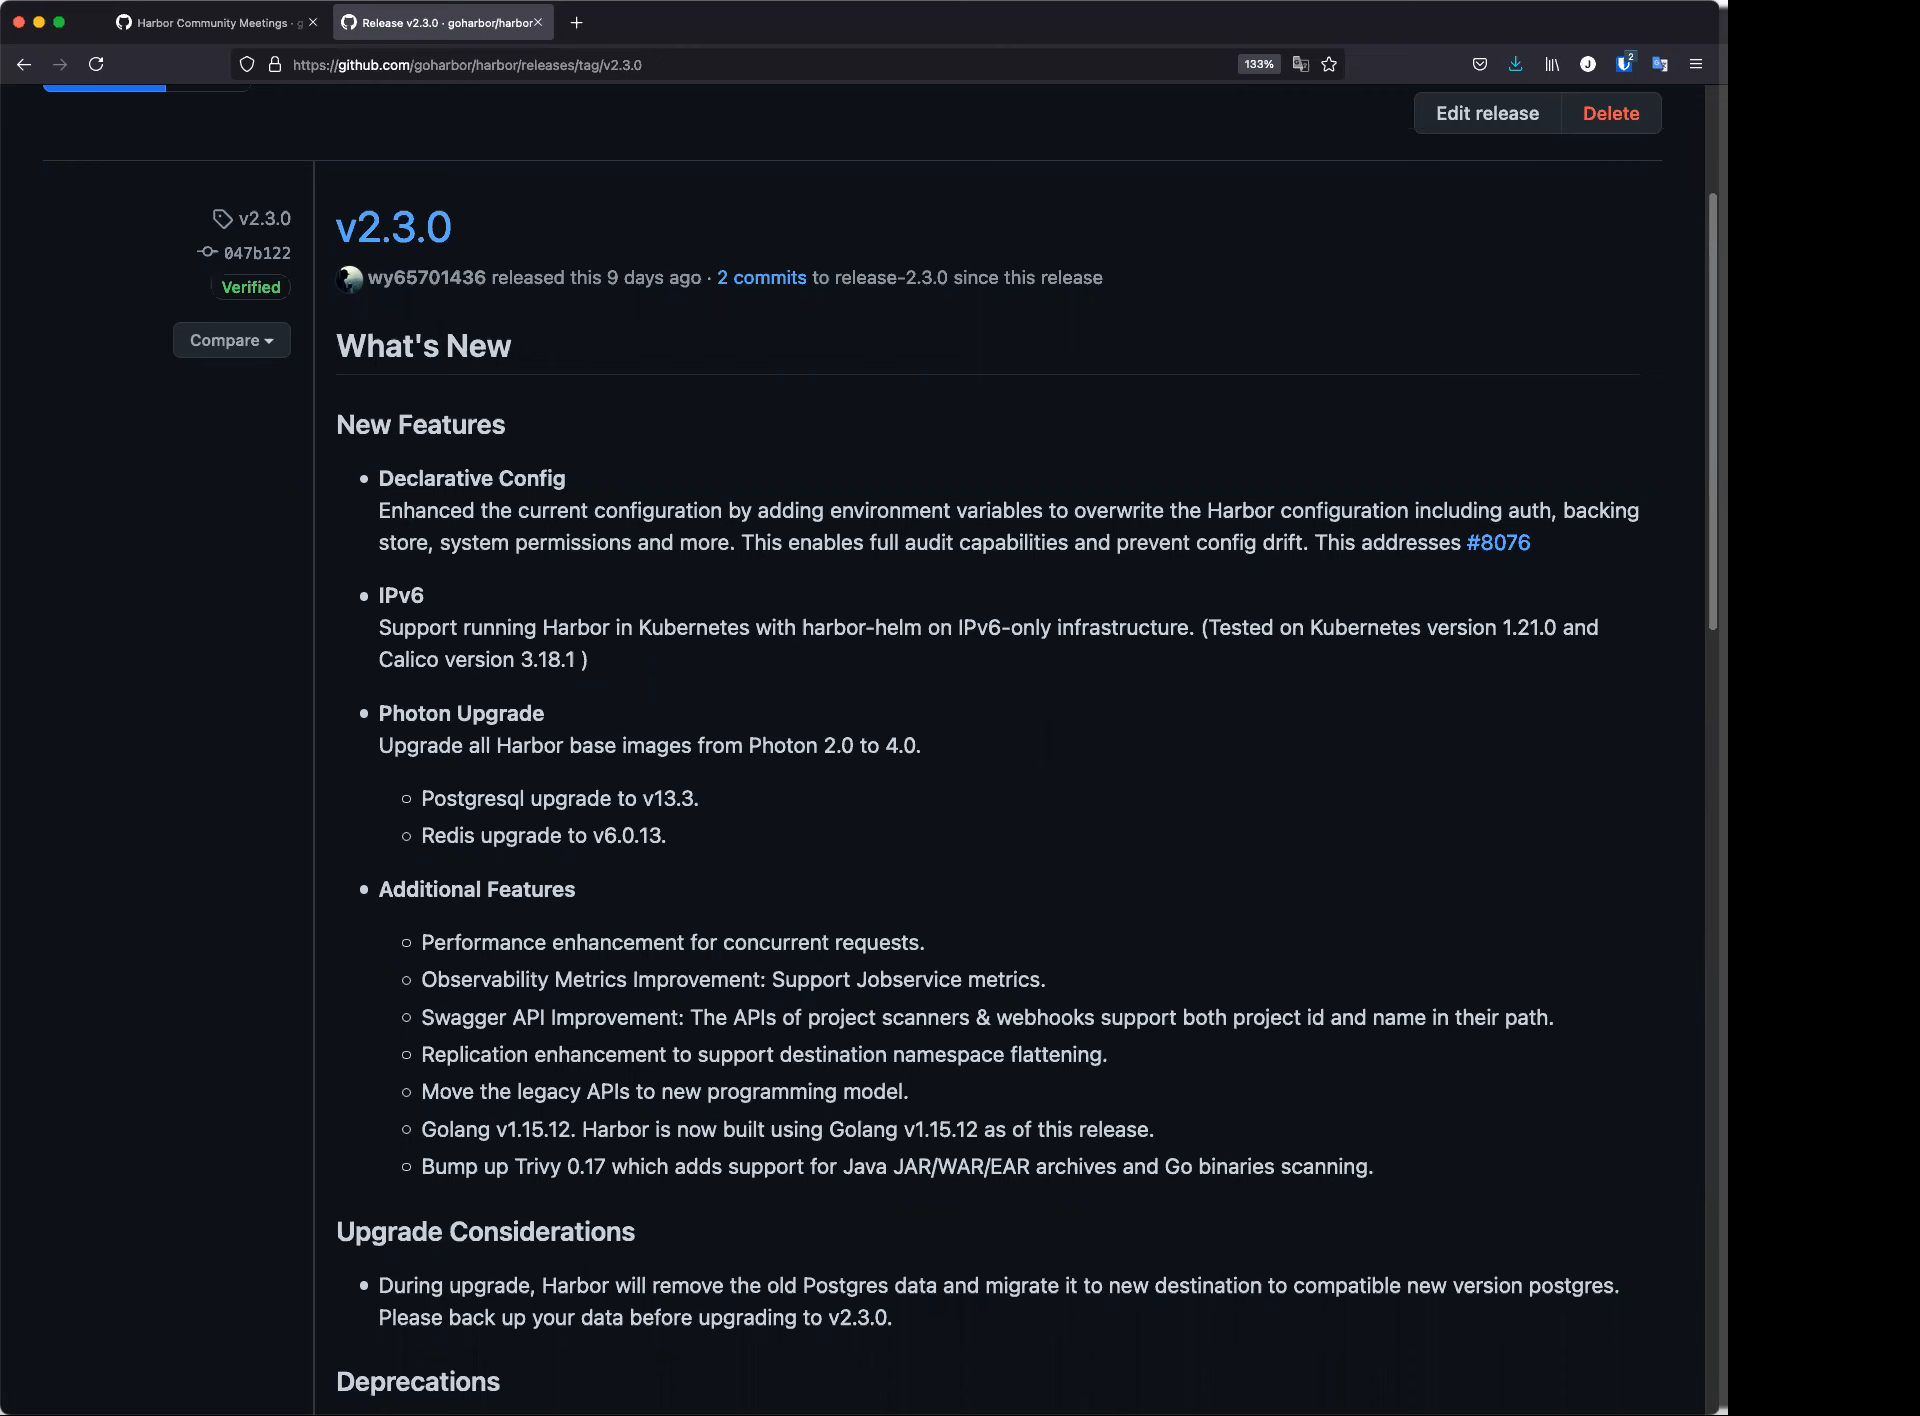 Harbor Community Meetings · g
Release v2.3.0 · goharbor/harbor
https://github.com/goharbor/harbor/releases/tag/v2.3.0
133%
J
2
Edit release
Delete
v2.3.0
047b122
Verified
Compare
v2.3.0
wy65701436 released this 9 days ago · 2 commits to release-2.3.0 since this release
What's New
New Features
• Declarative Config
Enhanced the current configuration by adding environment variables to overwrite the Harbor configuration including auth, backing
store, system permissions and more. This enables full audit capabilities and prevent config drift. This addresses #8076
• IPv6
Support running Harbor in Kubernetes with harbor-helm on IPv6-only infrastructure. (Tested on Kubernetes version 1.21.0 and
Calico version 3.18.1 )
• Photon Upgrade
Upgrade all Harbor base images from Photon 2.0 to 4.0.
○ Postgresql upgrade to v13.3.
○ Redis upgrade to v6.0.13.
• Additional Features
○ Performance enhancement for concurrent requests.
○ Observability Metrics Improvement: Support Jobservice metrics.
○ Swagger API Improvement: The APIs of project scanners & webhooks support both project id and name in their path.
○ Replication enhancement to support destination namespace flattening.
○ Move the legacy APIs to new programming model.
○ Golang v1.15.12. Harbor is now built using Golang v1.15.12 as of this release.
○ Bump up Trivy 0.17 which adds support for Java JAR/WAR/EAR archives and Go binaries scanning.
Upgrade Considerations
• During upgrade, Harbor will remove the old Postgres data and migrate it to new destination to compatible new version postgres.
Please back up your data before upgrading to v2.3.0.
Deprecations